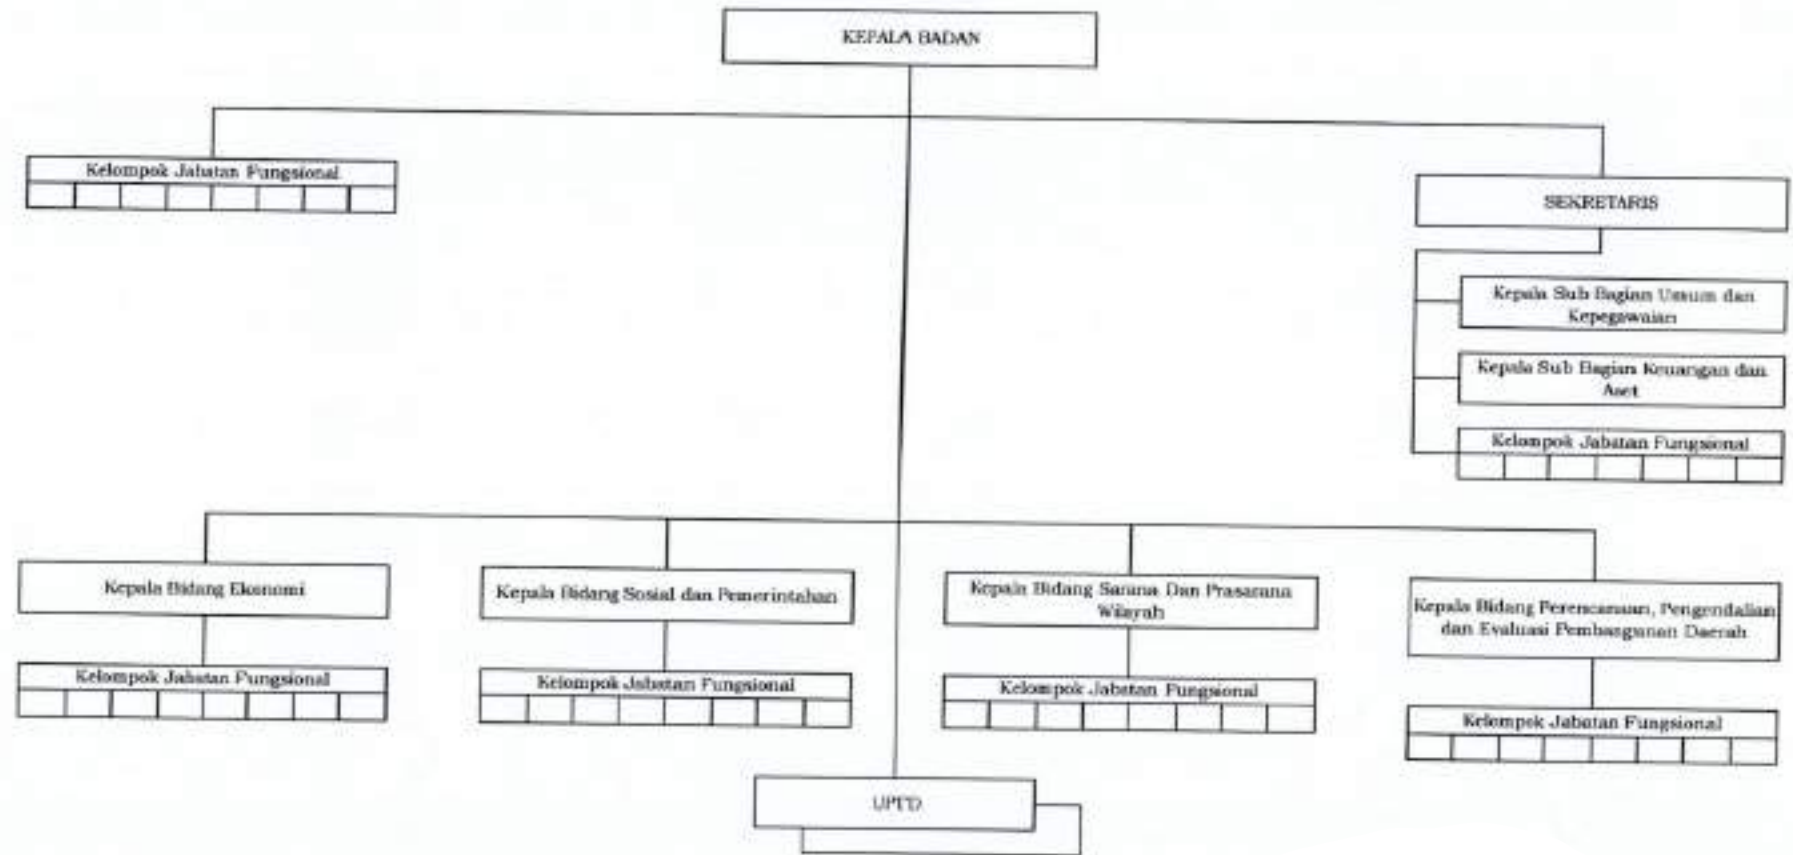 KEPALA BADAN
Kelompok Jabatan Fungsional
SEKRETARIS
Kepala Sub Bagian Umum dan
Kepegawaian
Kepala Sub Bagian Keuangan dan
Aset
Kelompok Jabatan Fungsional
Kepala Bidang Ekonomi
Kepala Bidang Sosial dan Pemerintahan
Kepala Bidang Sarana Dan Prasarana
Wilayah
Kepala Bidang Perencanaan, Pengendalian
dan Evaluasi Pembangunan Daerah
Kelompok Jabatan Fungsional
Kelompok Jabatan Fungsional
Kelompok Jabatan Fungsional
Kelompok Jabatan Fungsional
UPTD